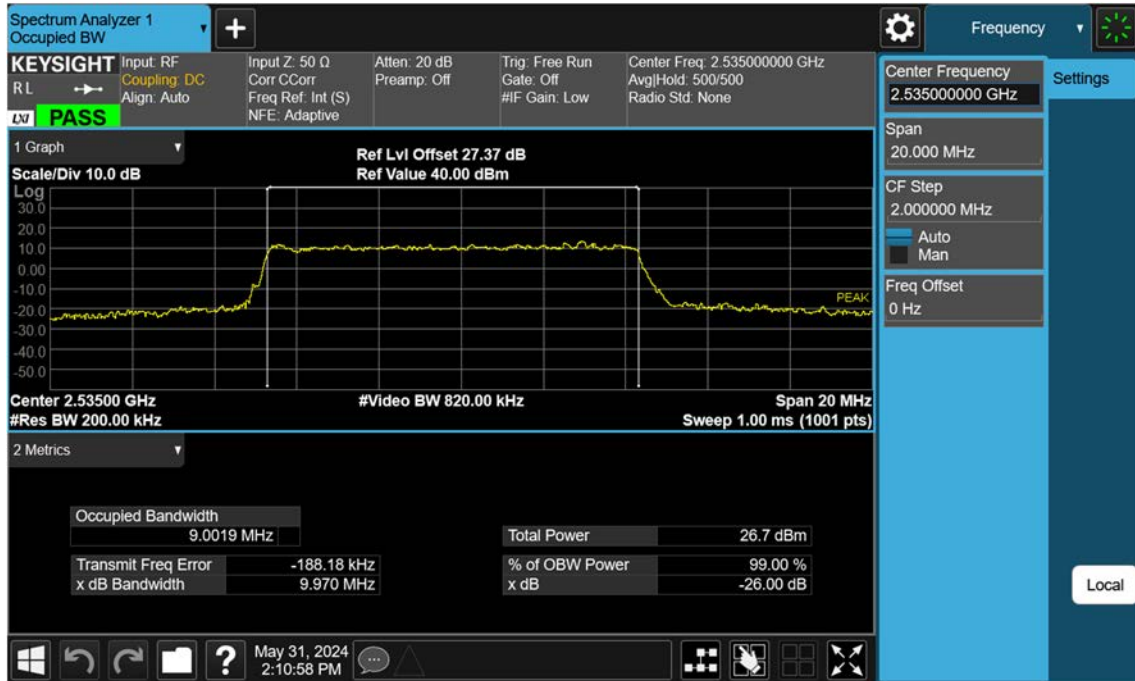 Spectrum Analyzer 1
Occupied BW
Frequency
KEYSIGHT
R L
LXI PASS
Input: RF
Coupling: DC
Align: Auto
Input Z: 50 Ω
Corr CCorr
Freq Ref: Int (S)
NFE: Adaptive
Atten: 20 dB
Preamp: Off
Trig: Free Run
Gate: Off
#IF Gain: Low
Center Freq: 2.535000000 GHz
Avg|Hold: 500/500
Radio Std: None
1 Graph
Scale/Div 10.0 dB
Ref Lvl Offset 27.37 dB
Ref Value 40.00 dBm
Log
30.0
20.0
10.0
0.00
-10.0
-20.0
-30.0
-40.0
-50.0
PEAK
Center 2.53500 GHz
#Video BW 820.00 kHz
Span 20 MHz
#Res BW 200.00 kHz
Sweep 1.00 ms (1001 pts)
2 Metrics
Occupied Bandwidth
9.0019 MHz
Total Power 26.7 dBm
Transmit Freq Error -188.18 kHz
% of OBW Power 99.00 %
x dB Bandwidth 9.970 MHz
x dB -26.00 dB
Center Frequency
2.535000000 GHz
Settings
Span
20.000 MHz
CF Step
2.000000 MHz
Auto
Man
Freq Offset
0 Hz
Local
?
May 31, 2024
2:10:58 PM